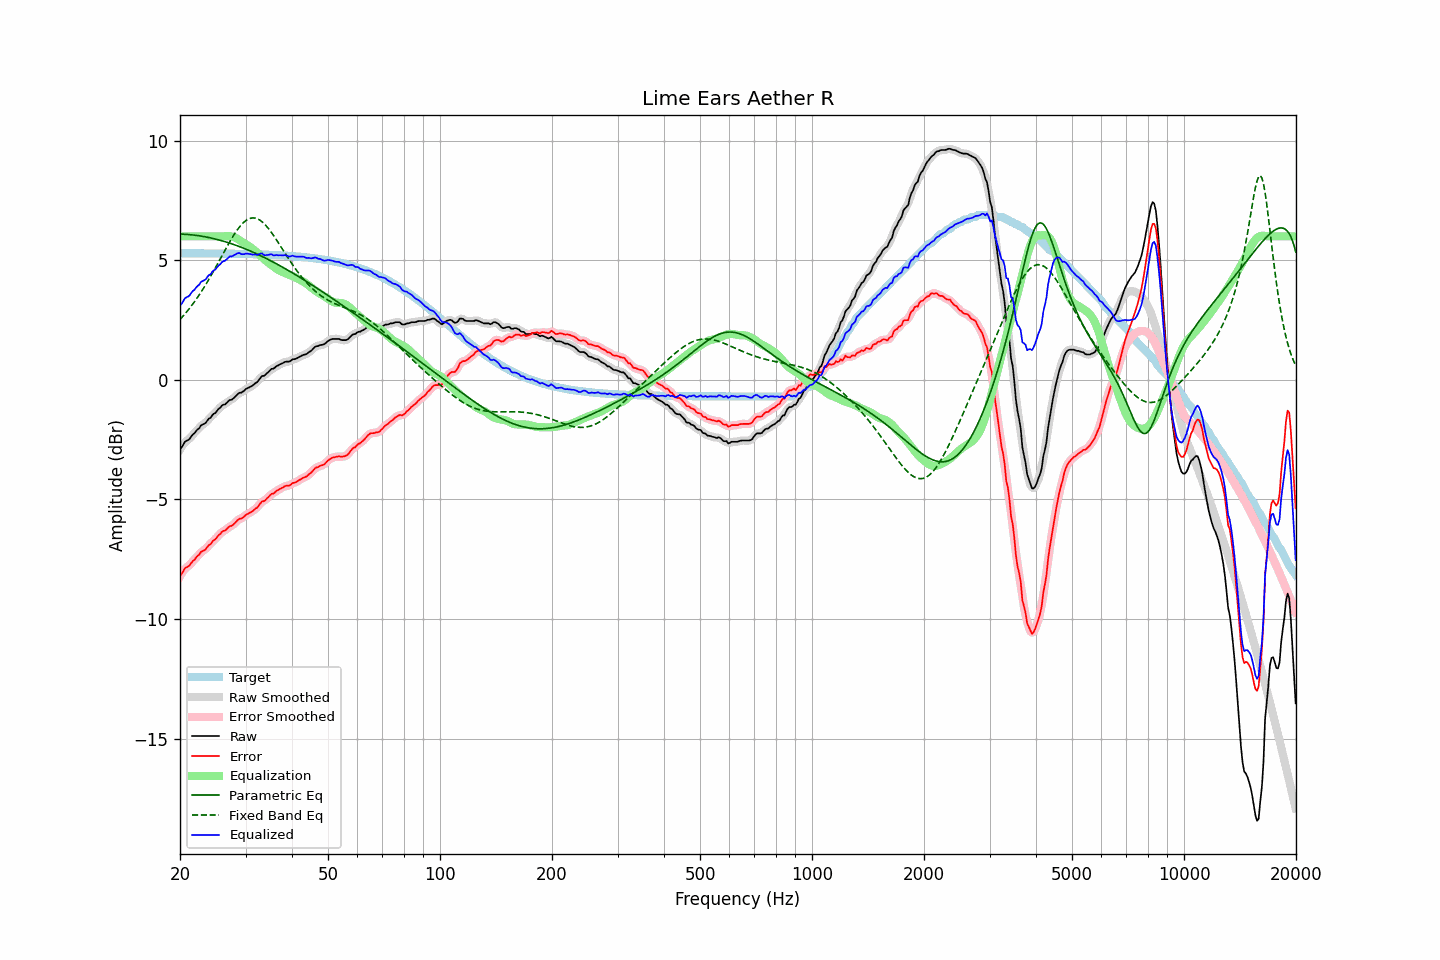 Lime Ears Aether R
10
5
0
−5
−10
−15
Amplitude (dBr)
Target
Raw Smoothed
Error Smoothed
Raw
Error
Equalization
Parametric Eq
Fixed Band Eq
Equalized
20 50 100 200 500 1000 2000 5000 10000 20000
Frequency (Hz)